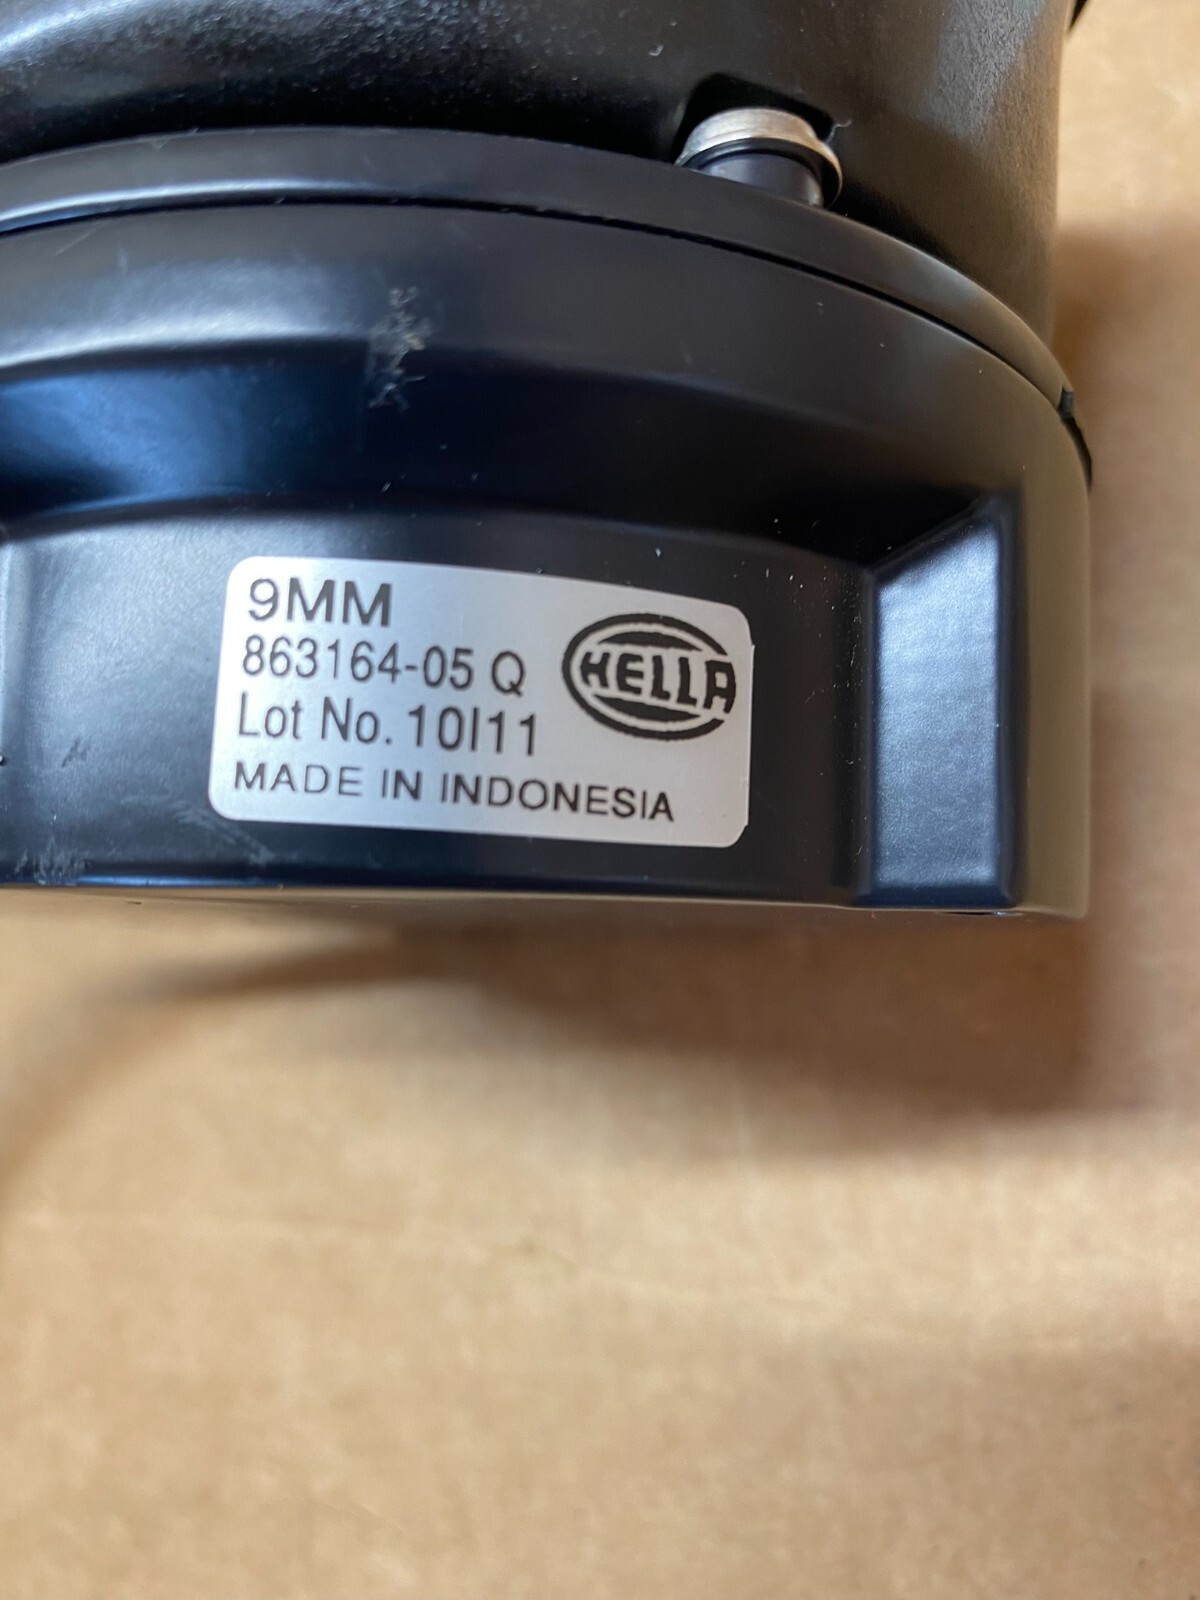 9MM
863164-05 Q
Lot No. 10I11
MADE IN INDONESIA
HELLA